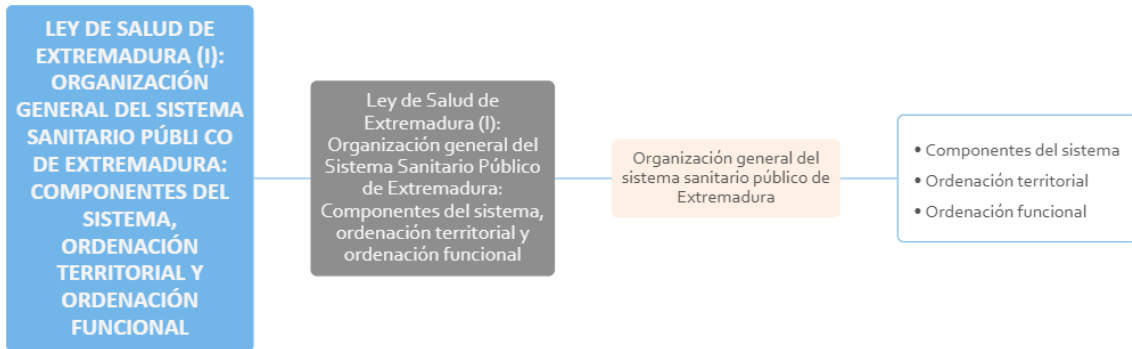 LEY DE SALUD DE
EXTREMADURA (I):
ORGANIZACIÓN
GENERAL DEL SISTEMA
SANITARIO PÚBLI CO
DE EXTREMADURA:
COMPONENTES DEL
SISTEMA,
ORDENACIÓN
TERRITORIAL Y
ORDENACIÓN
FUNCIONAL
Ley de Salud de
Extremadura (I):
Organización general del
Sistema Sanitario Público
de Extremadura:
Componentes del sistema,
ordenación territorial y
ordenación funcional
Organización general del
sistema sanitario público de
Extremadura
• Componentes del sistema
• Ordenación territorial
• Ordenación funcional